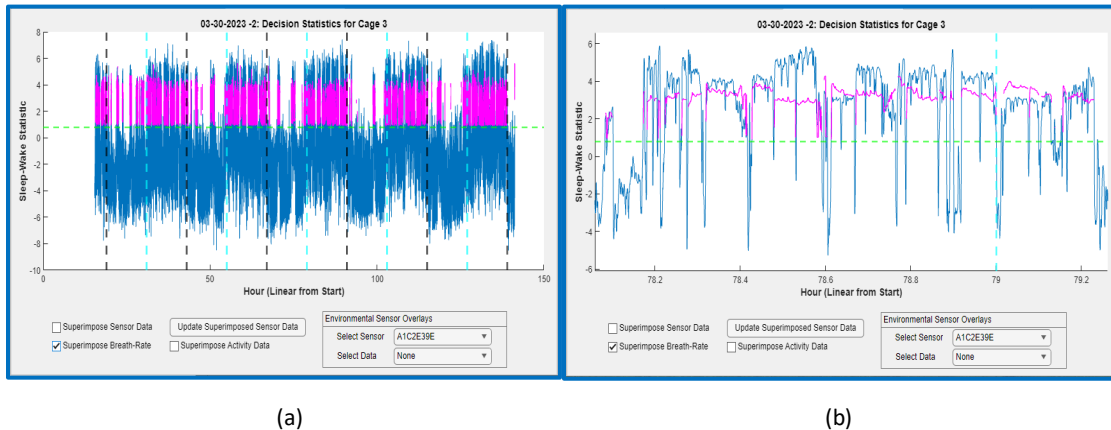 03-30-2023 -2: Decision Statistics for Cage 3
8
6
4
2
0
-2
-4
-6
-8
-10
Sleep-Wake Statistic
0
50
100
150
Hour (Linear from Start)
Superimpose Sensor Data
Update Superimposed Sensor Data
Superimpose Breath-Rate
Superimpose Activity Data
Environmental Sensor Overlays
Select Sensor A1C2E39E
Select Data None
(a)
03-30-2023 -2: Decision Statistics for Cage 3
6
4
2
0
-2
-4
-6
Sleep-Wake Statistic
78.2
78.4
78.6
78.8
79
79.2
Hour (Linear from Start)
Superimpose Sensor Data
Update Superimposed Sensor Data
Superimpose Breath-Rate
Superimpose Activity Data
Environmental Sensor Overlays
Select Sensor A1C2E39E
Select Data None
(b)